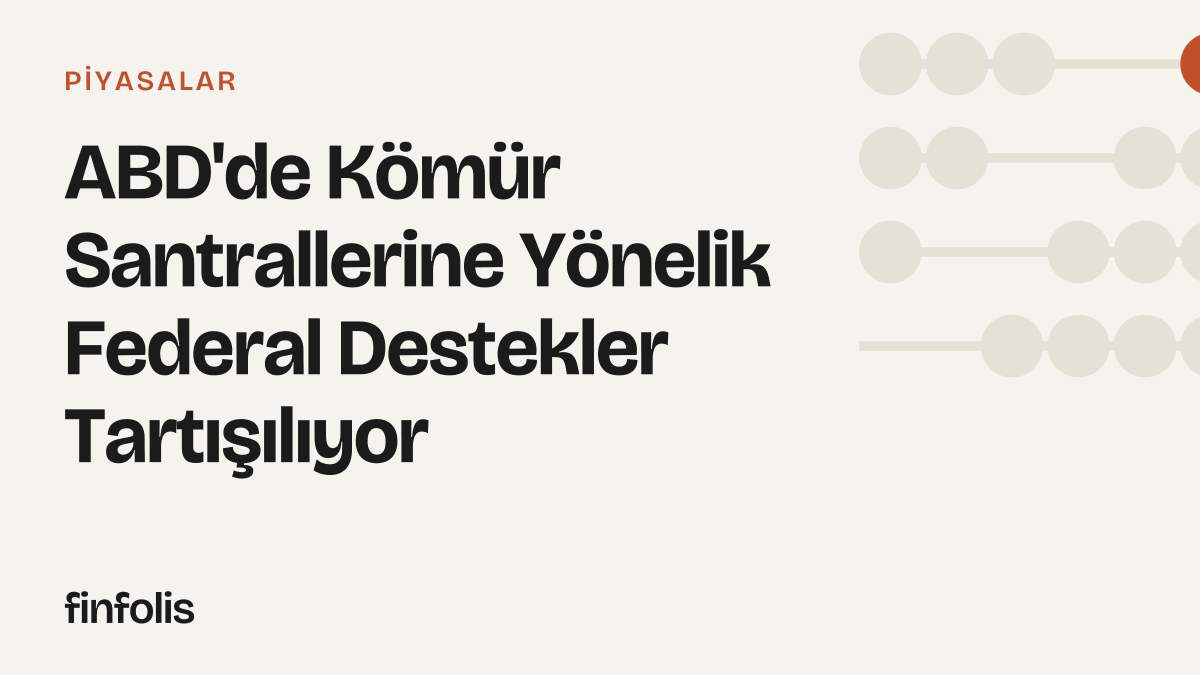 PİYASALAR
ABD'de Kömür
Santrallerine Yönelik
Federal Destekler
Tartışılıyor
finfolis